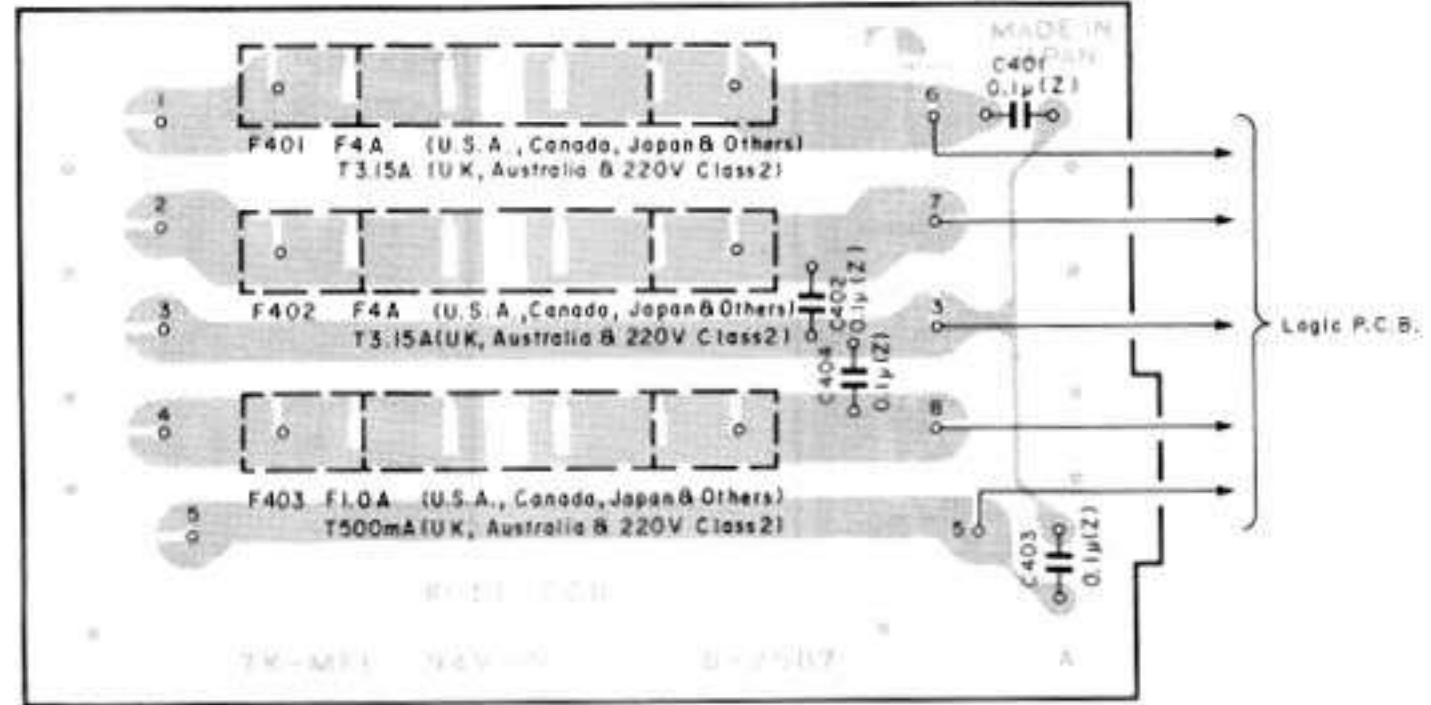 MADE IN
JAPAN
C401
0.1μ(Z)
1
6
F401 F4A (U.S.A., Canada, Japan & Others)
T3.15A (UK, Australia & 220V Class2)
2
7
F402 F4A (U.S.A., Canada, Japan & Others)
T3.15A (UK, Australia & 220V Class2)
C402
0.1μ(Z)
3
3
Logic P.C.B.
C404
0.1μ(Z)
4
8
F403 F1.0A (U.S.A., Canada, Japan & Others)
T500mA (UK, Australia & 220V Class2)
5
5
C403
0.1μ(Z)
A